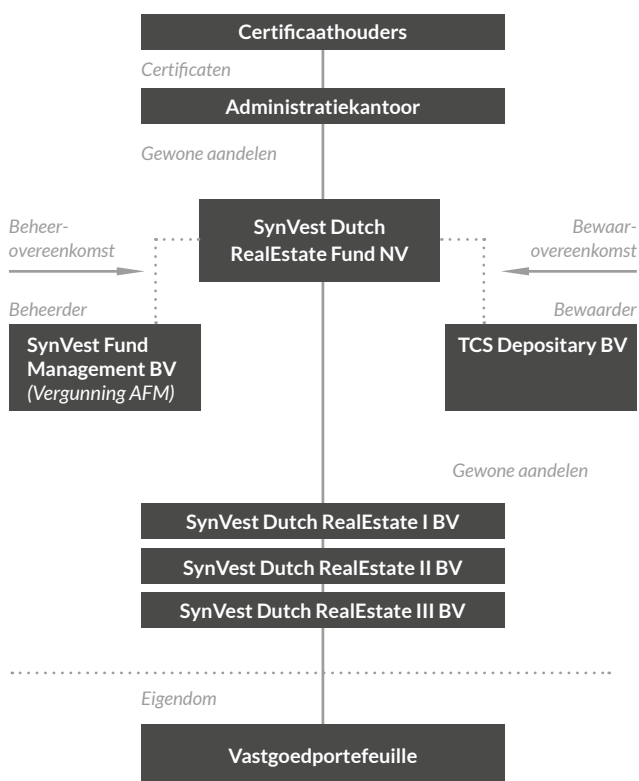 Certificaathouders
Certificaten
Administratiekantoor
Gewone aandelen
SynVest Dutch
RealEstate Fund NV
Beheer-
overeenkomst
Bewaar-
overeenkomst
Beheerder
SynVest Fund
Management BV
(Vergunning AFM)
Bewaarder
TCS Depositary BV
Gewone aandelen
SynVest Dutch RealEstate I BV
SynVest Dutch RealEstate II BV
SynVest Dutch RealEstate III BV
Eigendom
Vastgoedportefeuille